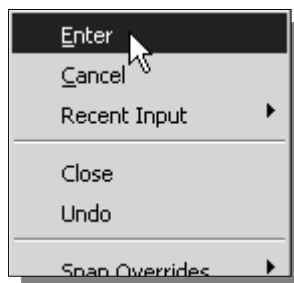 Enter
Cancel
Recent Input
Close
Undo
Snap Overrides